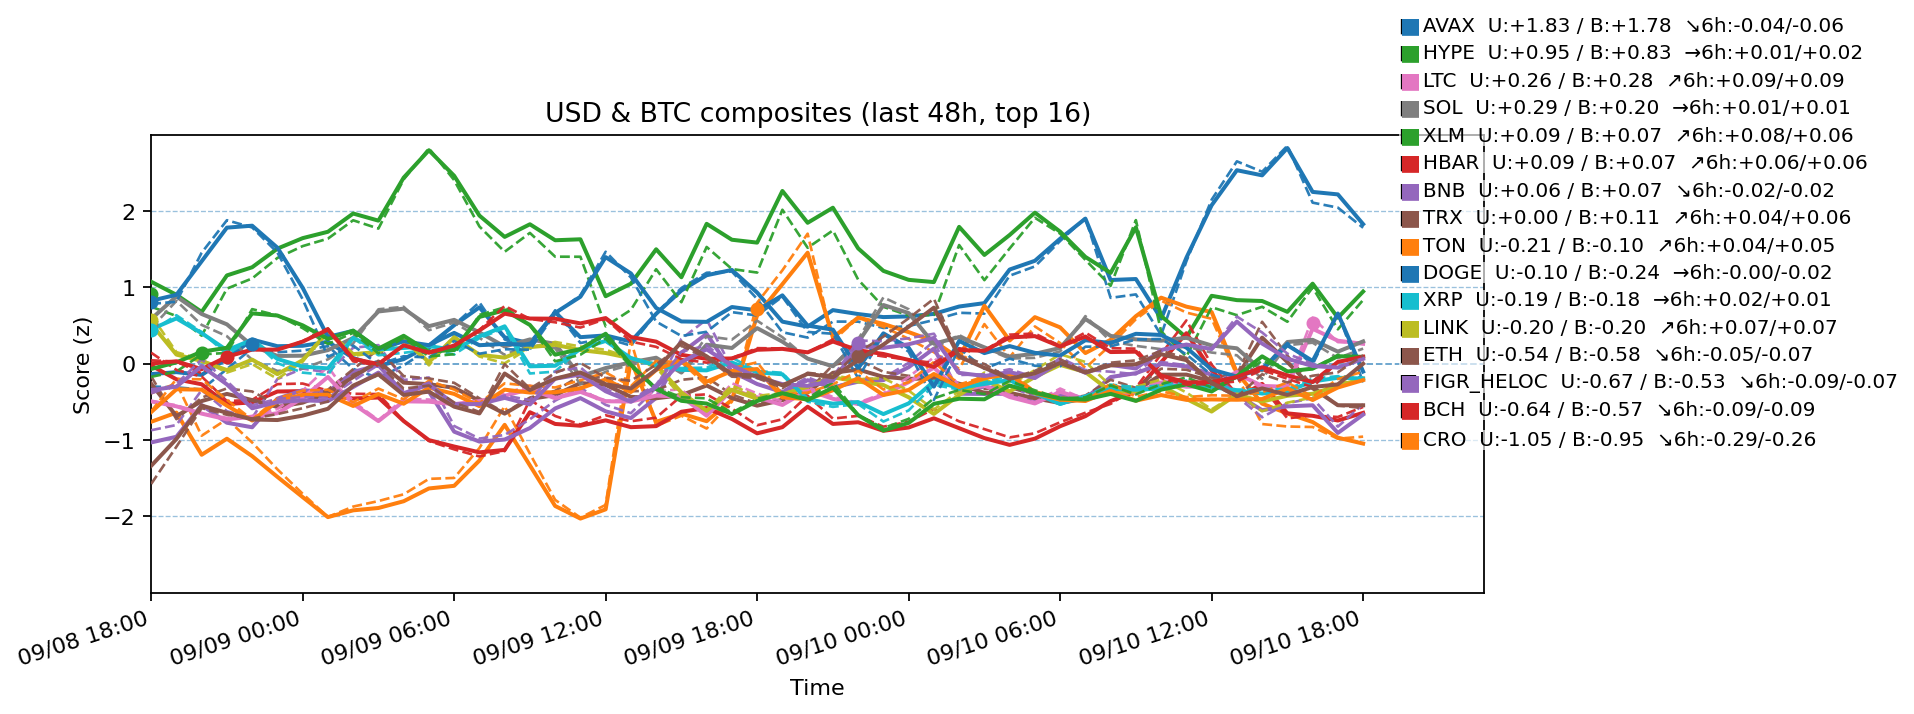 USD & BTC composites (last 48h, top 16)
AVAX  U:+1.83 / B:+1.78  ↘6h:-0.04/-0.06
HYPE  U:+0.95 / B:+0.83  →6h:+0.01/+0.02
LTC  U:+0.26 / B:+0.28  ↗6h:+0.09/+0.09
SOL  U:+0.29 / B:+0.20  →6h:+0.01/+0.01
XLM  U:+0.09 / B:+0.07  ↗6h:+0.08/+0.06
HBAR  U:+0.09 / B:+0.07  ↗6h:+0.06/+0.06
BNB  U:+0.06 / B:+0.07  ↘6h:-0.02/-0.02
TRX  U:+0.00 / B:+0.11  ↗6h:+0.04/+0.06
TON  U:-0.21 / B:-0.10  ↗6h:+0.04/+0.05
DOGE  U:-0.10 / B:-0.24  →6h:-0.00/-0.02
XRP  U:-0.19 / B:-0.18  →6h:+0.02/+0.01
LINK  U:-0.20 / B:-0.20  ↗6h:+0.07/+0.07
ETH  U:-0.54 / B:-0.58  ↘6h:-0.05/-0.07
FIGR_HELOC  U:-0.67 / B:-0.53  ↘6h:-0.09/-0.07
BCH  U:-0.64 / B:-0.57  ↘6h:-0.09/-0.09
CRO  U:-1.05 / B:-0.95  ↘6h:-0.29/-0.26
Score (z)
2
1
0
−1
−2
09/08 18:00
09/09 00:00
09/09 06:00
09/09 12:00
09/09 18:00
09/10 00:00
09/10 06:00
09/10 12:00
09/10 18:00
Time